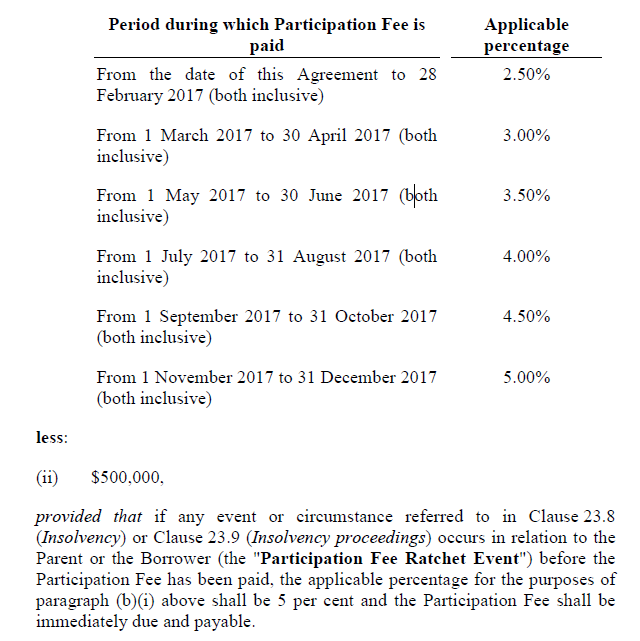 Period during which Participation Fee is paid
Applicable percentage
From the date of this Agreement to 28
February 2017 (both inclusive)
2.50%
From 1 March 2017 to 30 April 2017 (both
inclusive)
3.00%
From 1 May 2017 to 30 June 2017 (both
inclusive)
3.50%
From 1 July 2017 to 31 August 2017 (both
inclusive)
4.00%
From 1 September 2017 to 31 October 2017
(both inclusive)
4.50%
From 1 November 2017 to 31 December 2017
(both inclusive)
5.00%
less:
(ii) $500,000,
provided that if any event or circumstance referred to in Clause 23.8
(Insolvency) or Clause 23.9 (Insolvency proceedings) occurs in relation to the
Parent or the Borrower (the "Participation Fee Ratchet Event") before the
Participation Fee has been paid, the applicable percentage for the purposes of
paragraph (b)(i) above shall be 5 per cent and the Participation Fee shall be
immediately due and payable.